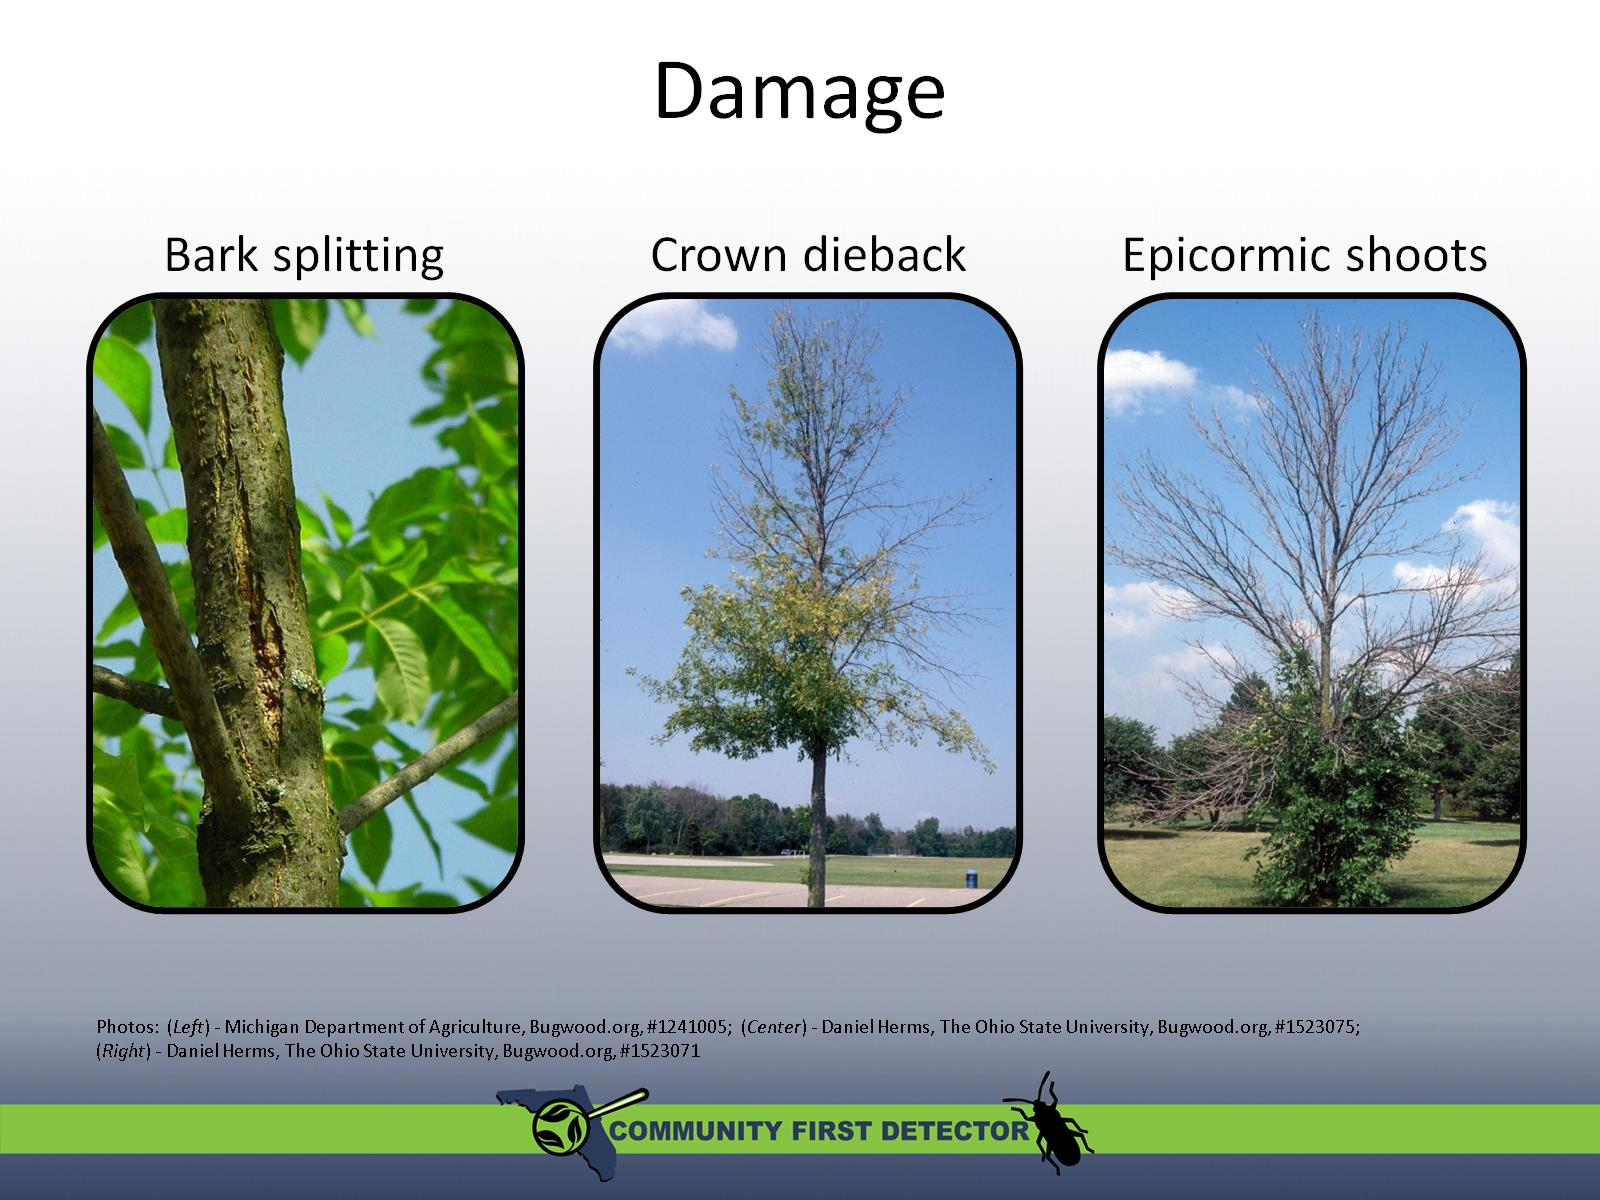 Damage
Bark splitting
Crown dieback
Epicormic shoots
Photos: (Left) - Michigan Department of Agriculture, Bugwood.org, #1241005; (Center) - Daniel Herms, The Ohio State University, Bugwood.org, #1523075;
(Right) - Daniel Herms, The Ohio State University, Bugwood.org, #1523071
COMMUNITY FIRST DETECTOR